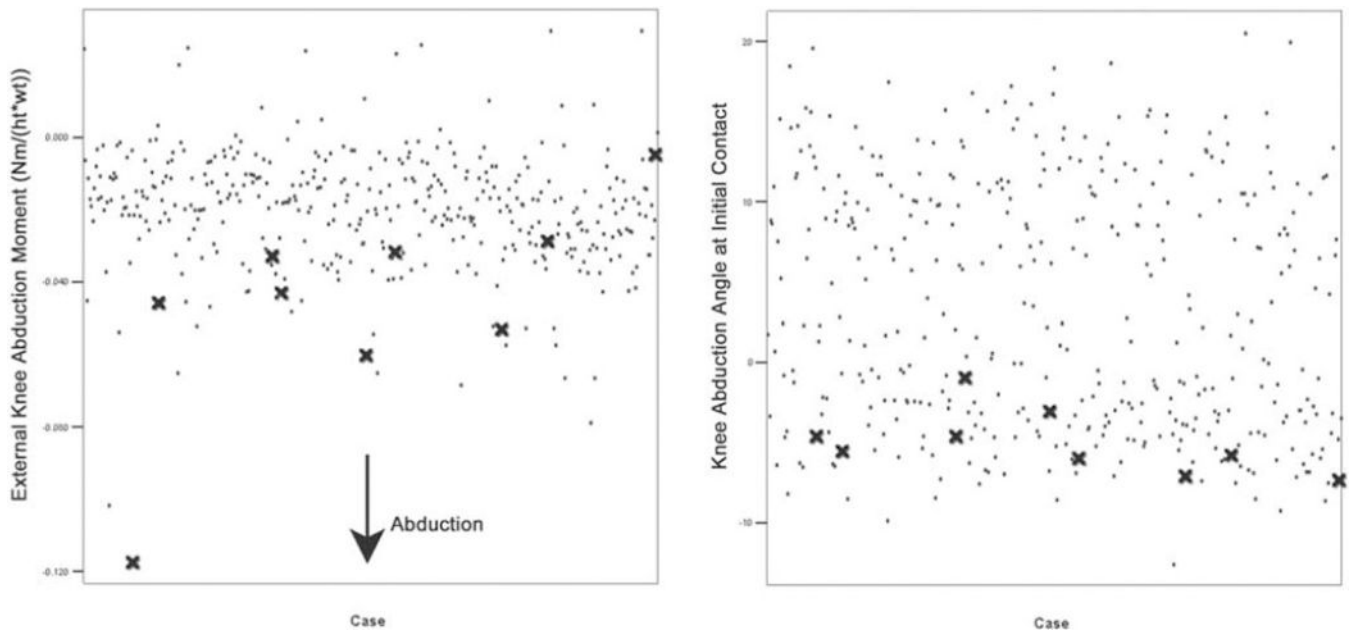 External Knee Abduction Moment (Nm/(ht*wt))
0.000
-0.040
-0.080
-0.120
Abduction
Case
Knee Abduction Angle at Initial Contact
20
10
0
-10
Case